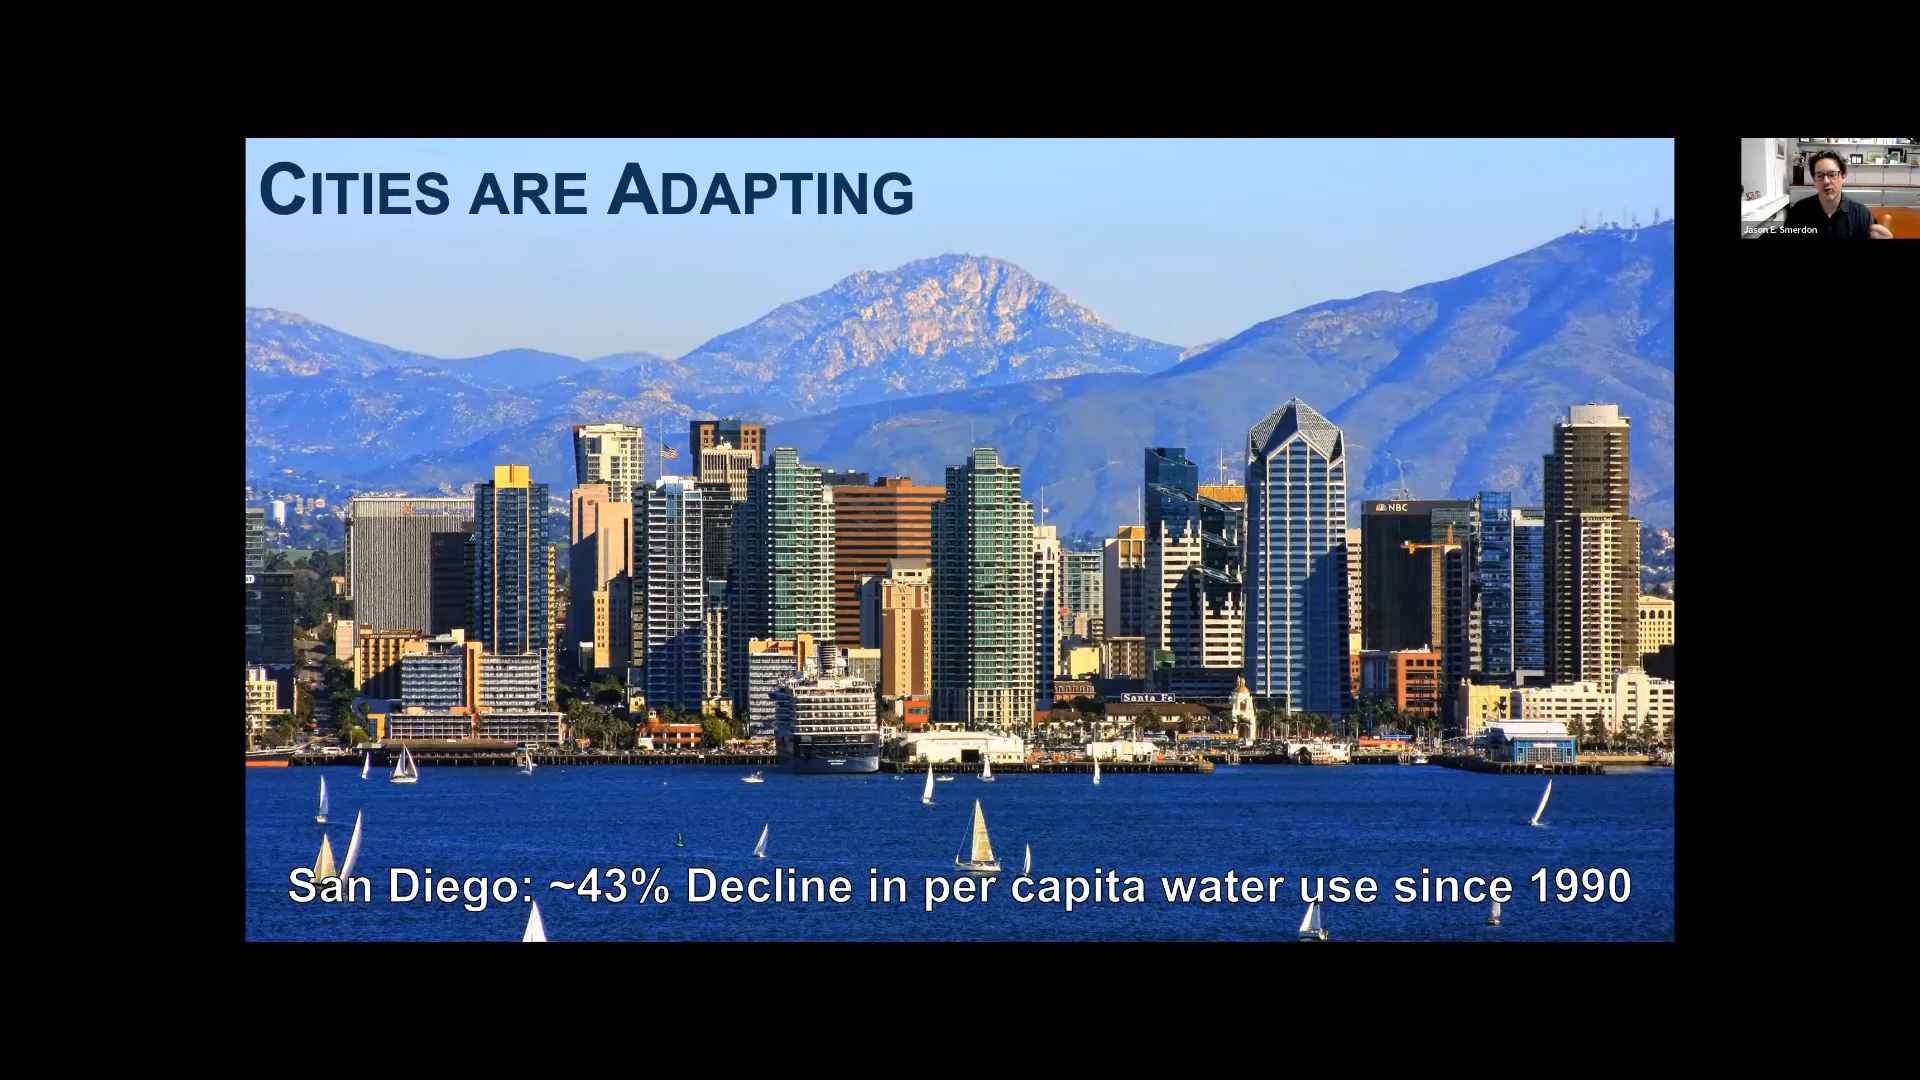 CITIES ARE ADAPTING
Jason E. Smerdon
NBC
Santa Fe
San Diego: ~43% Decline in per capita water use since 1990